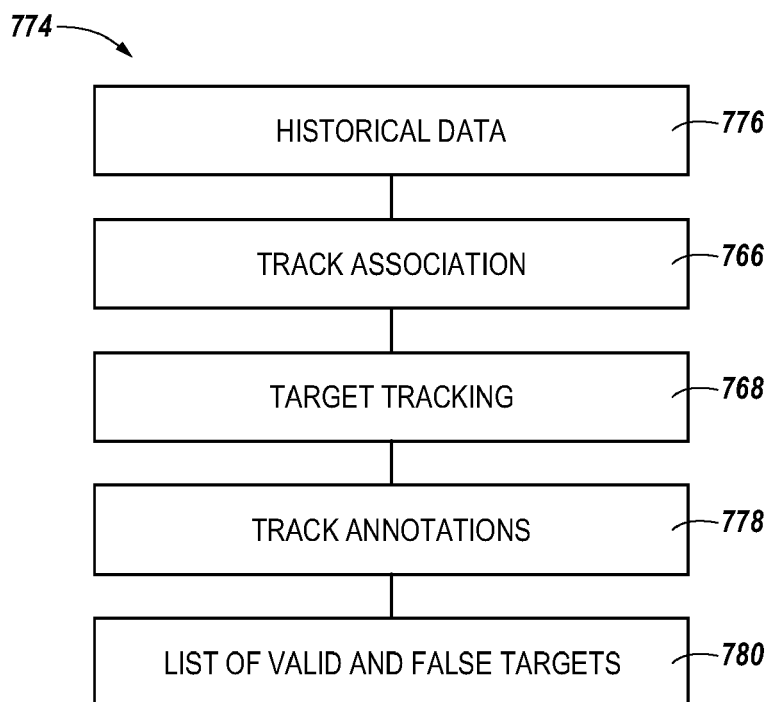 774
HISTORICAL DATA
776
TRACK ASSOCIATION
766
TARGET TRACKING
768
TRACK ANNOTATIONS
778
LIST OF VALID AND FALSE TARGETS
780